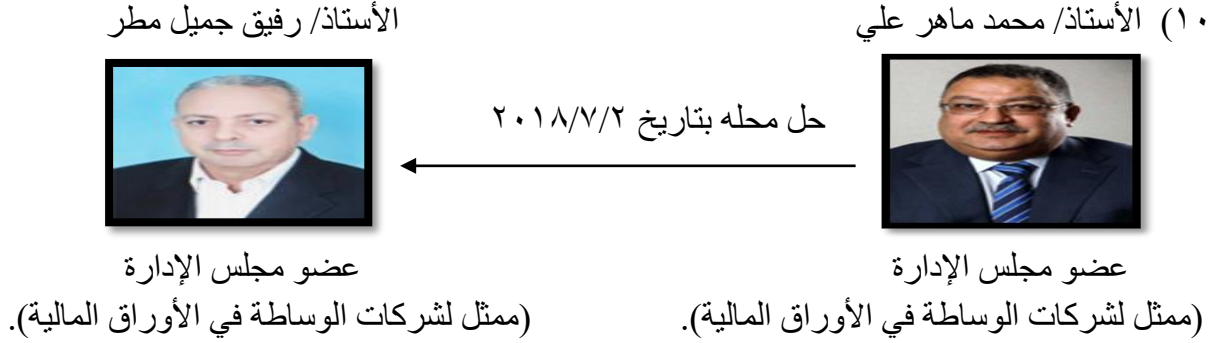 ١٠) الأستاذ/ محمد ماهر علي
الأستاذ/ رفيق جميل مطر
حل محله بتاريخ ٢٠١٨/٧/٢
عضو مجلس الإدارة
عضو مجلس الإدارة
(ممثل لشركات الوساطة في الأوراق المالية).
(ممثل لشركات الوساطة في الأوراق المالية).